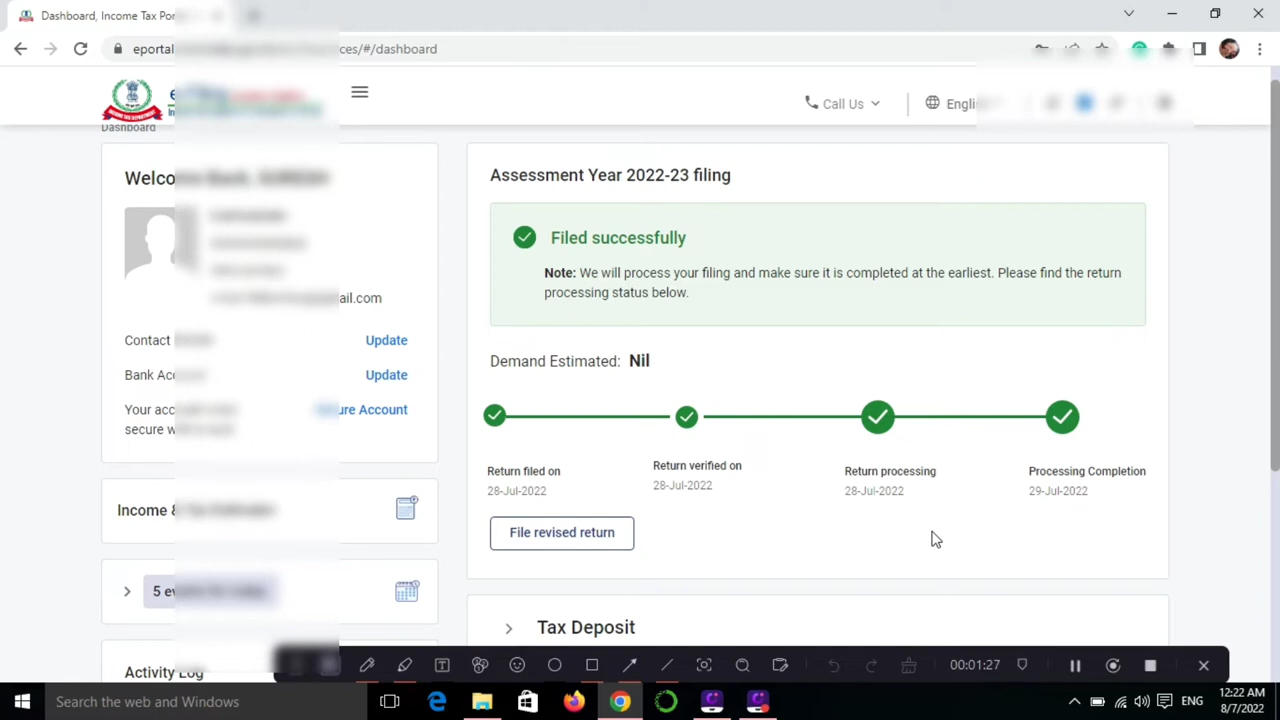 Dashboard, Income Tax Por
eportal
ces/#/dashboard
Call Us
Engli
Dashboard
Welco
ail.com
Contact
Update
Bank Ac
Update
Your acc
ure Account
secure w
Income &
5 e
Activity Log
Assessment Year 2022-23 filing
Filed successfully
Note: We will process your filing and make sure it is completed at the earliest. Please find the return
processing status below.
Demand Estimated: Nil
Return filed on
28-Jul-2022
Return verified on
28-Jul-2022
Return processing
28-Jul-2022
Processing Completion
29-Jul-2022
File revised return
Tax Deposit
00:01:27
Search the web and Windows
ENG
12:22 AM
8/7/2022